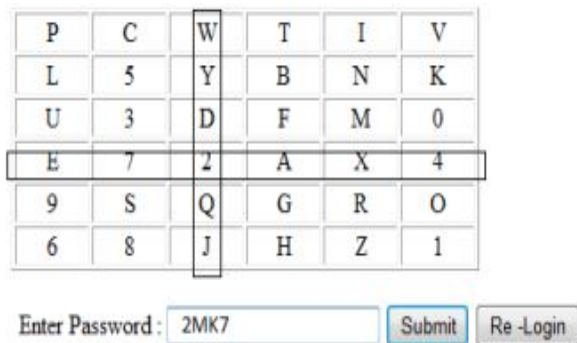 P C W T I V
L 5 Y B N K
U 3 D F M 0
E 7 2 A X 4
9 S Q G R O
6 8 J H Z 1
Enter Password : 2MK7 Submit Re -Login